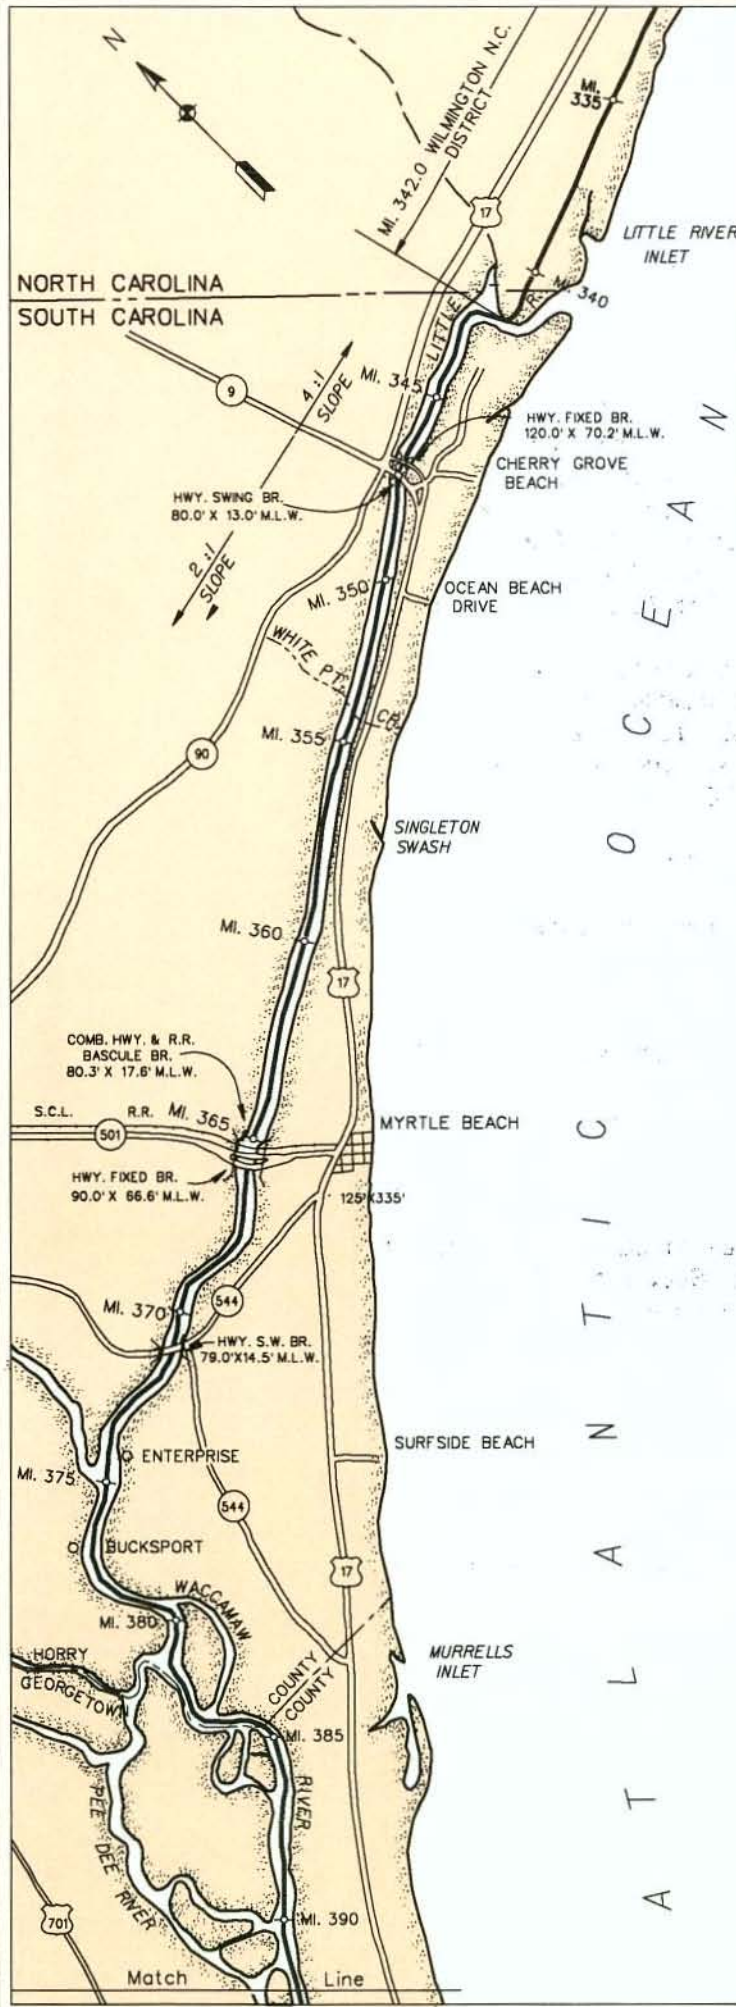 N
MI. 342.0 WILMINGTON N.C.
DISTRICT
MI.
335
17
LITTLE RIVER
INLET
NORTH CAROLINA
SOUTH CAROLINA
MI. 340
LITTLE
R.
9
4 :1
SLOPE
MI. 345
HWY. FIXED BR.
120.0' X 70.2' M.L.W.
CHERRY GROVE
BEACH
HWY. SWING BR.
80.0' X 13.0' M.L.W.
2 :1
SLOPE
MI. 350
OCEAN BEACH
DRIVE
WHITE PT.
CR.
MI. 355
90
SINGLETON
SWASH
MI. 360
17
COMB. HWY. & R.R.
BASCULE BR.
80.3' X 17.6' M.L.W.
S.C.L. R.R.
MI. 365
501
MYRTLE BEACH
HWY. FIXED BR.
90.0' X 66.6' M.L.W.
125'X335'
544
MI. 370
HWY. S.W. BR.
79.0'X14.5' M.L.W.
SURFSIDE BEACH
ENTERPRISE
MI. 375
544
BUCKSPORT
17
WACCAMAW
MI. 380
HORRY
GEORGETOWN
COUNTY
COUNTY
MURRELLS
INLET
MI. 385
RIVER
PEE DEE RIVER
701
MI. 390
Match Line
ATLANTIC OCEAN